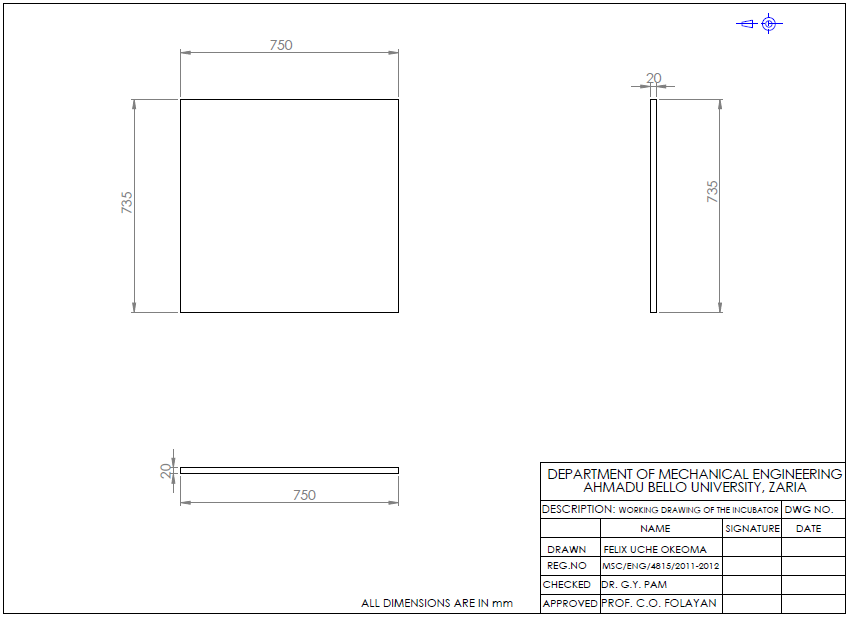 750
20
735
735
20
750
DEPARTMENT OF MECHANICAL ENGINEERING
AHMADU BELLO UNIVERSITY, ZARIA
DESCRIPTION: WORKING DRAWING OF THE INCUBATOR DWG NO.
NAME SIGNATURE DATE
DRAWN FELIX UCHE OKEOMA
REG.NO MSC/ENG/4815/2011-2012
CHECKED DR. G.Y. PAM
APPROVED PROF. C.O. FOLAYAN
ALL DIMENSIONS ARE IN mm